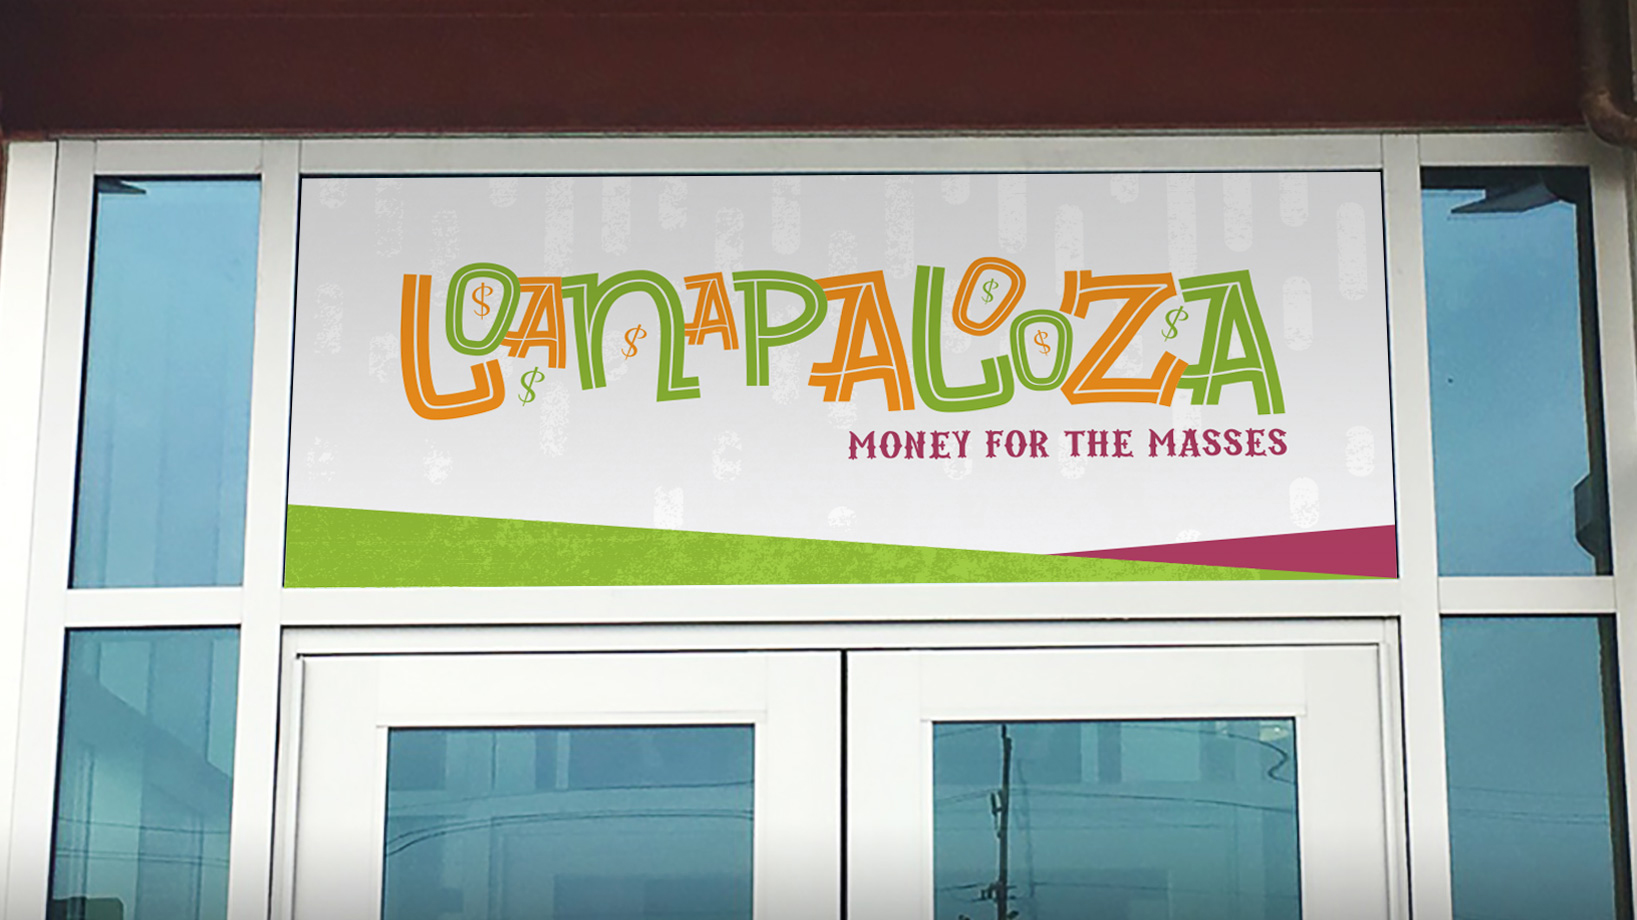 LOANAPALOOZA
$ $ $ $ $ $
MONEY FOR THE MASSES